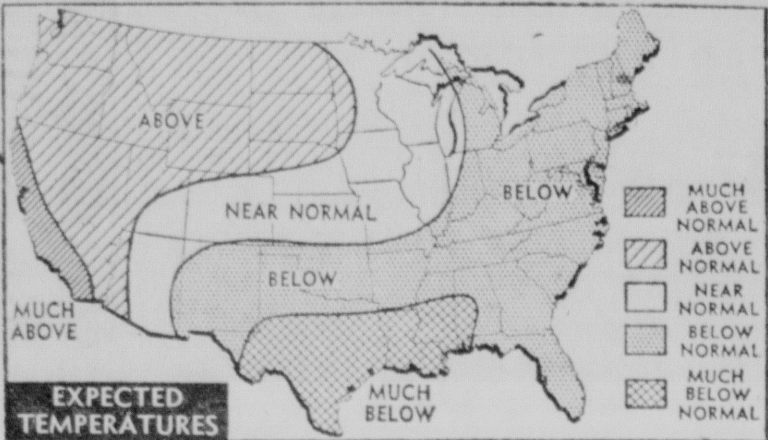 ABOVE
NEAR NORMAL
BELOW
BELOW
MUCH
ABOVE
MUCH
BELOW
MUCH
ABOVE
NORMAL
ABOVE
NORMAL
NEAR
NORMAL
BELOW
NORMAL
MUCH
BELOW
NORMAL
EXPECTED
TEMPERATURES